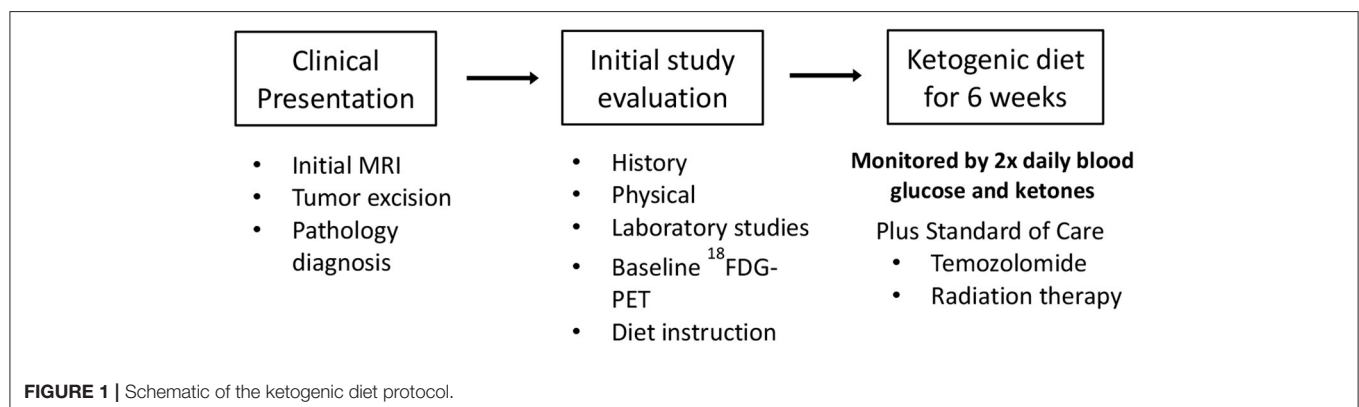 Clinical
Presentation
• Initial MRI
• Tumor excision
• Pathology
diagnosis
Initial study
evaluation
• History
• Physical
• Laboratory studies
• Baseline ¹⁸FDG-
PET
• Diet instruction
Ketogenic diet
for 6 weeks
Monitored by 2x daily blood
glucose and ketones
Plus Standard of Care
• Temozolomide
• Radiation therapy
FIGURE 1 | Schematic of the ketogenic diet protocol.